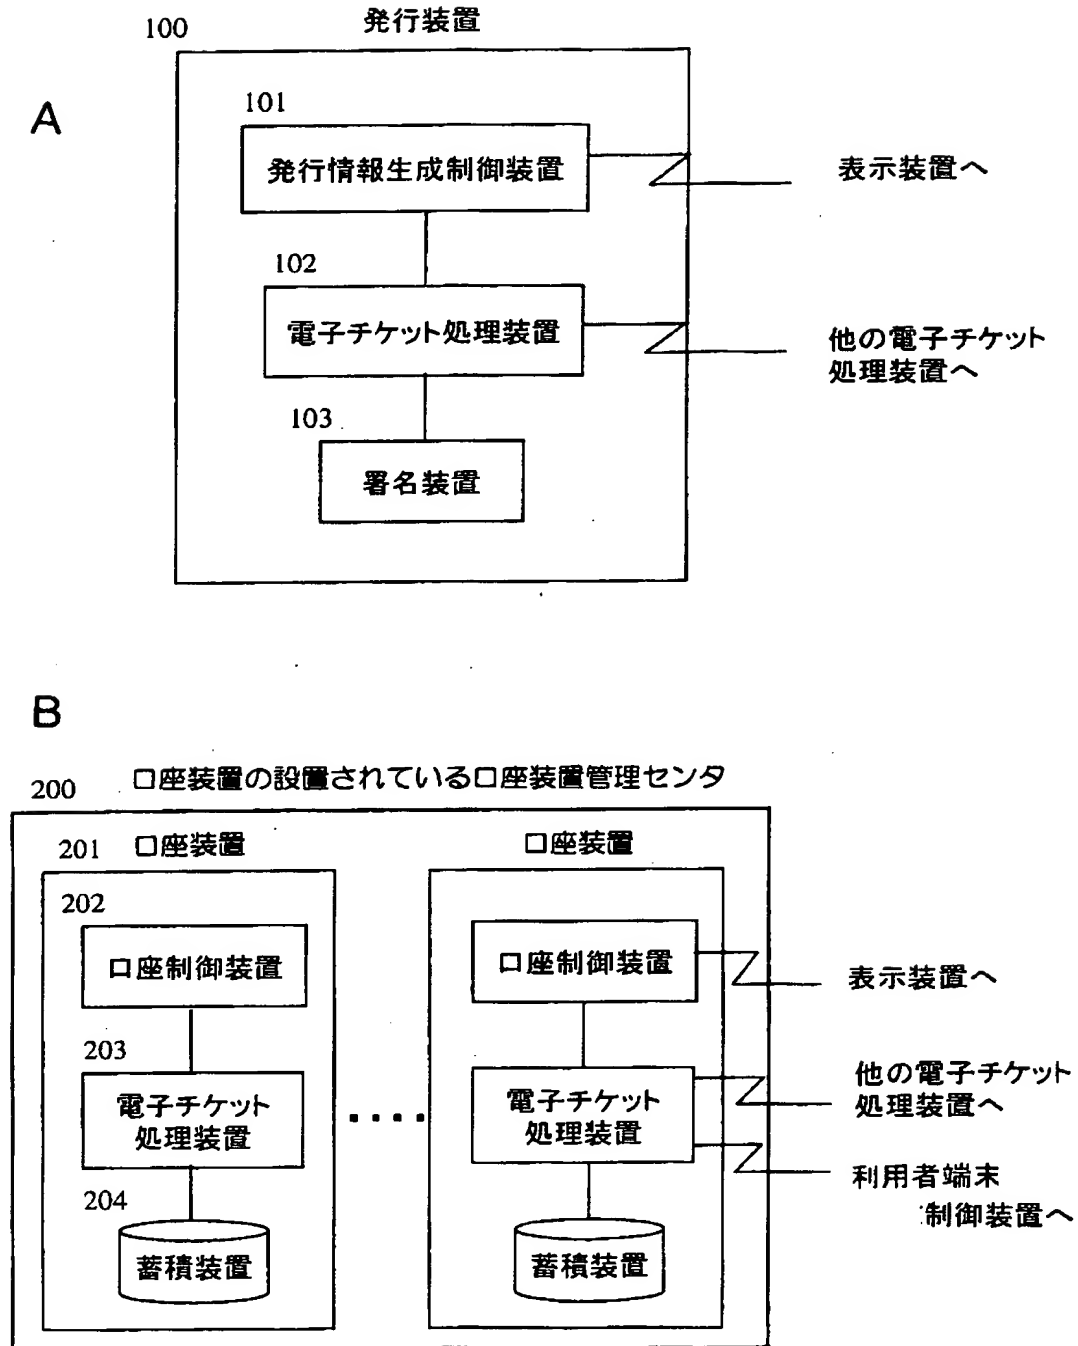 100 発行装置
A
101
発行情報生成制御装置
表示装置へ
102
電子チケット処理装置
他の電子チケット
処理装置へ
103
署名装置
B
200 口座装置の設置されている口座装置管理センタ
201 口座装置
口座装置
202
口座制御装置
口座制御装置
表示装置へ
203
電子チケット
処理装置
電子チケット
処理装置
他の電子チケット
処理装置へ
利用者端末
制御装置へ
204
蓄積装置
蓄積装置